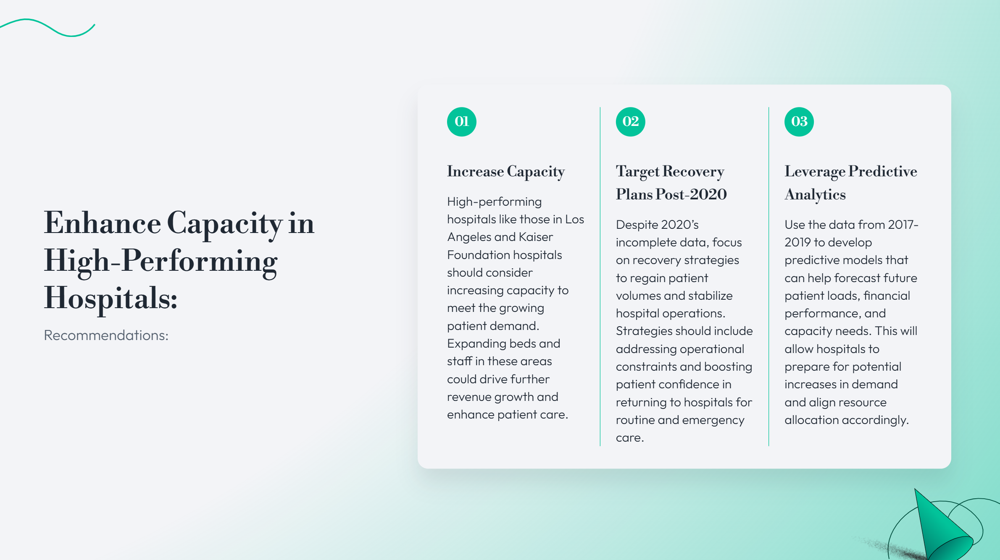 Enhance Capacity in
High-Performing
Hospitals:
Recommendations:
01
Increase Capacity
High-performing
hospitals like those in Los
Angeles and Kaiser
Foundation hospitals
should consider
increasing capacity to
meet the growing
patient demand.
Expanding beds and
staff in these areas
could drive further
revenue growth and
enhance patient care.
02
Target Recovery
Plans Post-2020
Despite 2020’s
incomplete data, focus
on recovery strategies
to regain patient
volumes and stabilize
hospital operations.
Strategies should include
addressing operational
constraints and boosting
patient confidence in
returning to hospitals for
routine and emergency
care.
03
Leverage Predictive
Analytics
Use the data from 2017-
2019 to develop
predictive models that
can help forecast future
patient loads, financial
performance, and
capacity needs. This will
allow hospitals to
prepare for potential
increases in demand
and align resource
allocation accordingly.